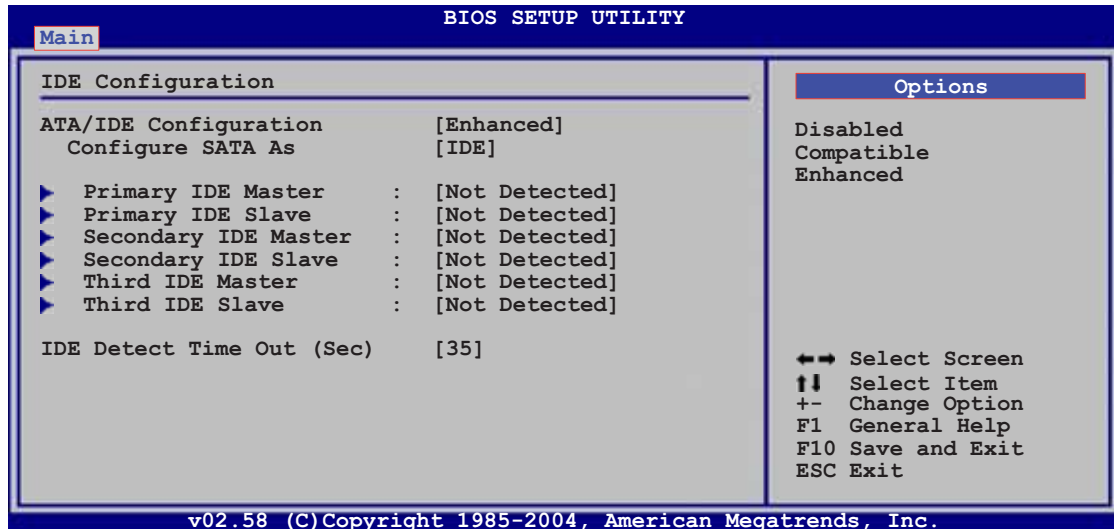 BIOS SETUP UTILITY
Main
IDE Configuration
ATA/IDE Configuration [Enhanced]
Configure SATA As [IDE]
Primary IDE Master : [Not Detected]
Primary IDE Slave : [Not Detected]
Secondary IDE Master : [Not Detected]
Secondary IDE Slave : [Not Detected]
Third IDE Master : [Not Detected]
Third IDE Slave : [Not Detected]
IDE Detect Time Out (Sec) [35]
Options
Disabled
Compatible
Enhanced
←→ Select Screen
↑↓ Select Item
+- Change Option
F1 General Help
F10 Save and Exit
ESC Exit
v02.58 (C)Copyright 1985-2004, American Megatrends, Inc.